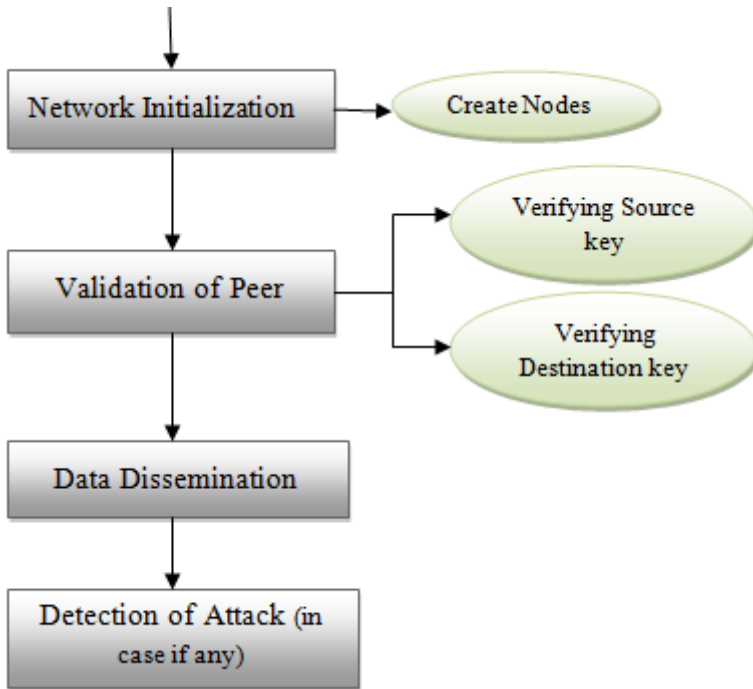 Network Initialization
Create Nodes
Verifying Source
key
Validation of Peer
Verifying
Destination key
Data Dissemination
Detection of Attack (in
case if any)